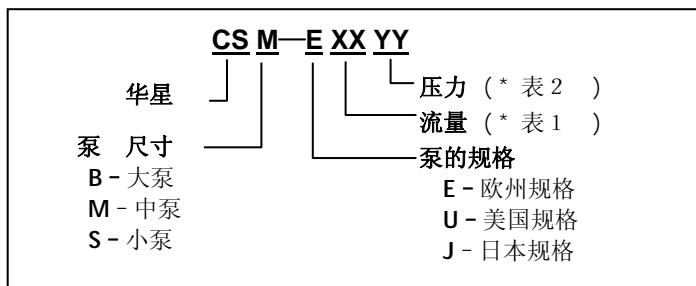 CS M—E XX YY
华星
压力 (* 表2 )
流量 (* 表1 )
泵 尺寸
泵的规格
B - 大泵
M - 中泵
S - 小泵
E - 欧州规格
U - 美国规格
J - 日本规格